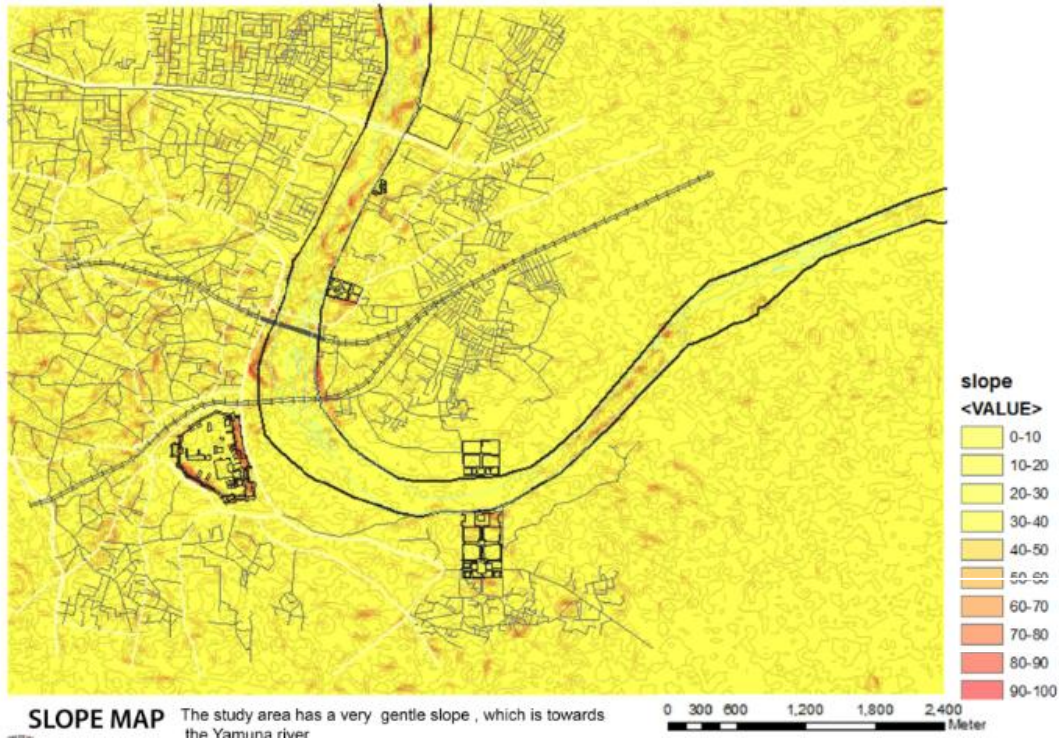 slope
<VALUE>
0-10
10-20
20-30
30-40
40-50
50-60
60-70
70-80
80-90
90-100
SLOPE MAP
The study area has a very gentle slope , which is towards
the Yamuna river
0 300 600 1,200 1,800 2,400
Meter